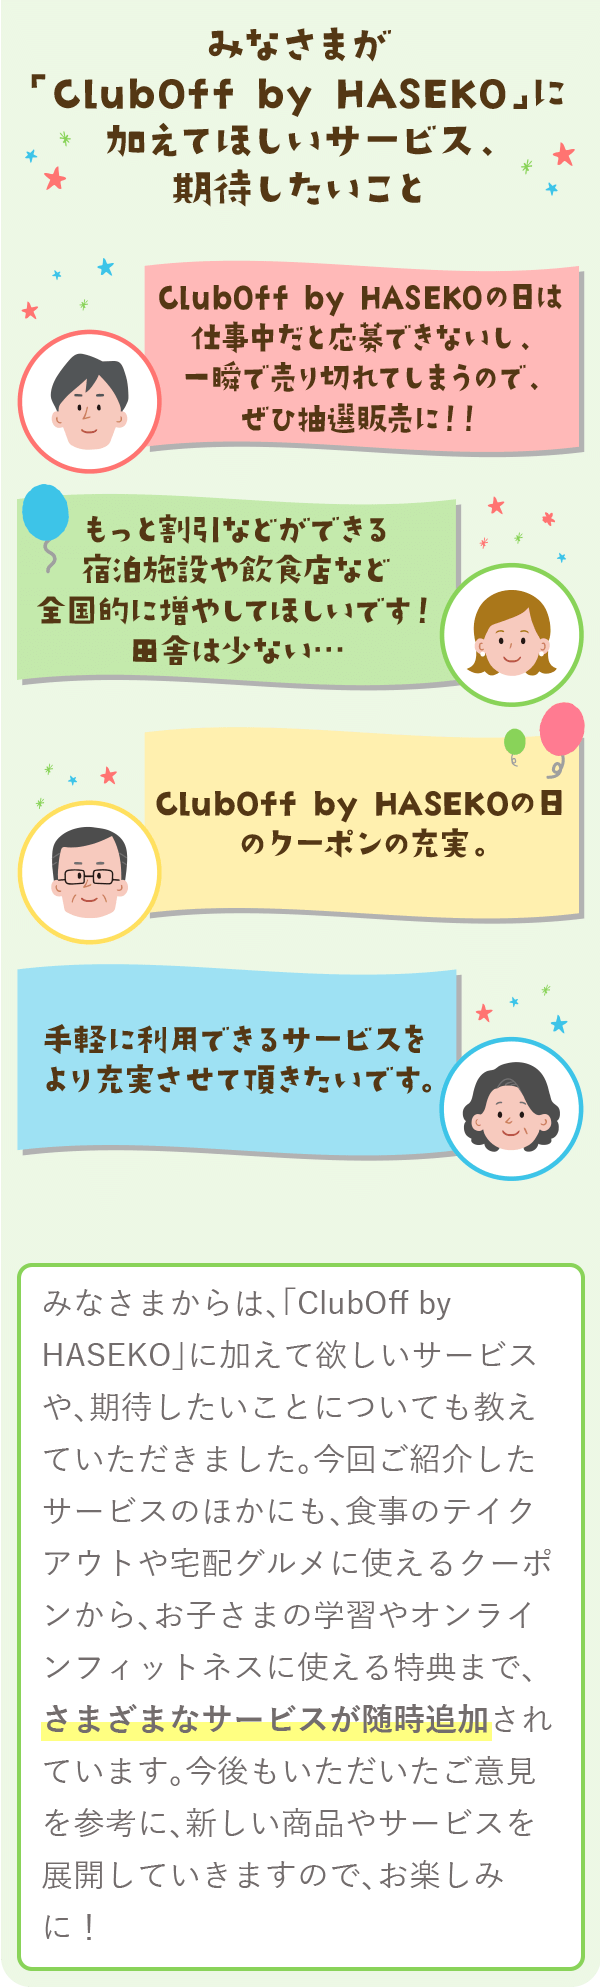 みなさまが
「ClubOff by HASEKO」に
加えてほしいサービス、
期待したいこと
ClubOff by HASEKOの日は
仕事中だと応募できないし、
一瞬で売り切れてしまうので、
ぜひ抽選販売に！！
もっと割引などができる
宿泊施設や飲食店など
全国的に増やしてほしいです！
田舎は少ない…
ClubOff by HASEKOの日
のクーポンの充実。
手軽に利用できるサービスを
より充実させて頂きたいです。
みなさまからは、「ClubOff by
HASEKO」に加えて欲しいサービス
や、期待したいことについても教え
ていただきました。今回ご紹介した
サービスのほかにも、食事のテイク
アウトや宅配グルメに使えるクーポ
ンから、お子さまの学習やオンライ
ンフィットネスに使える特典まで、
さまざまなサービスが随時追加され
ています。今後もいただいたご意見
を参考に、新しい商品やサービスを
展開していきますので、お楽しみ
に！